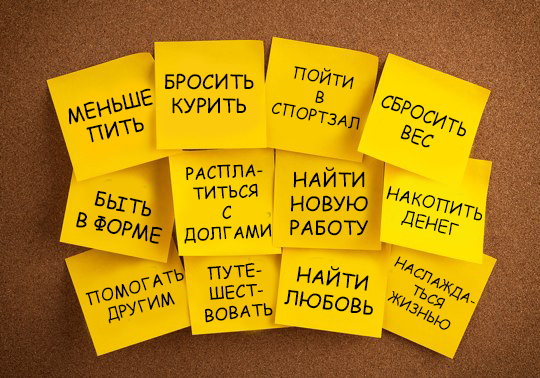 МЕНЬШЕ
ПИТЬ
БРОСИТЬ
КУРИТЬ
ПОЙТИ
В
СПОРТЗАЛ
СБРОСИТЬ
ВЕС
БЫТЬ
В ФОРМЕ
РАСПЛА-
ТИТЬСЯ
С
ДОЛГАМИ
НАЙТИ
НОВУЮ
РАБОТУ
НАКОПИТЬ
ДЕНЕГ
ПОМОГАТЬ
ДРУГИМ
ПУТЕ-
ШЕСТ-
ВОВАТЬ
НАЙТИ
ЛЮБОВЬ
НАСЛАЖДА-
ТЬСЯ
ЖИЗНЬЮ